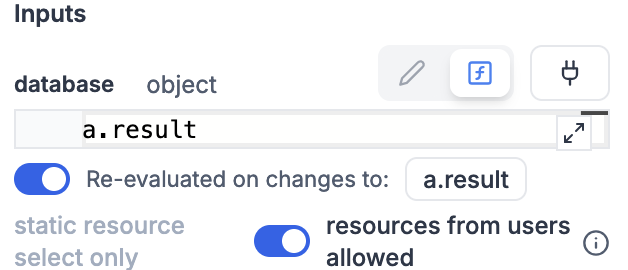 Inputs
database object
a.result
Re-evaluated on changes to: a.result
static resource
select only
resources from users
allowed